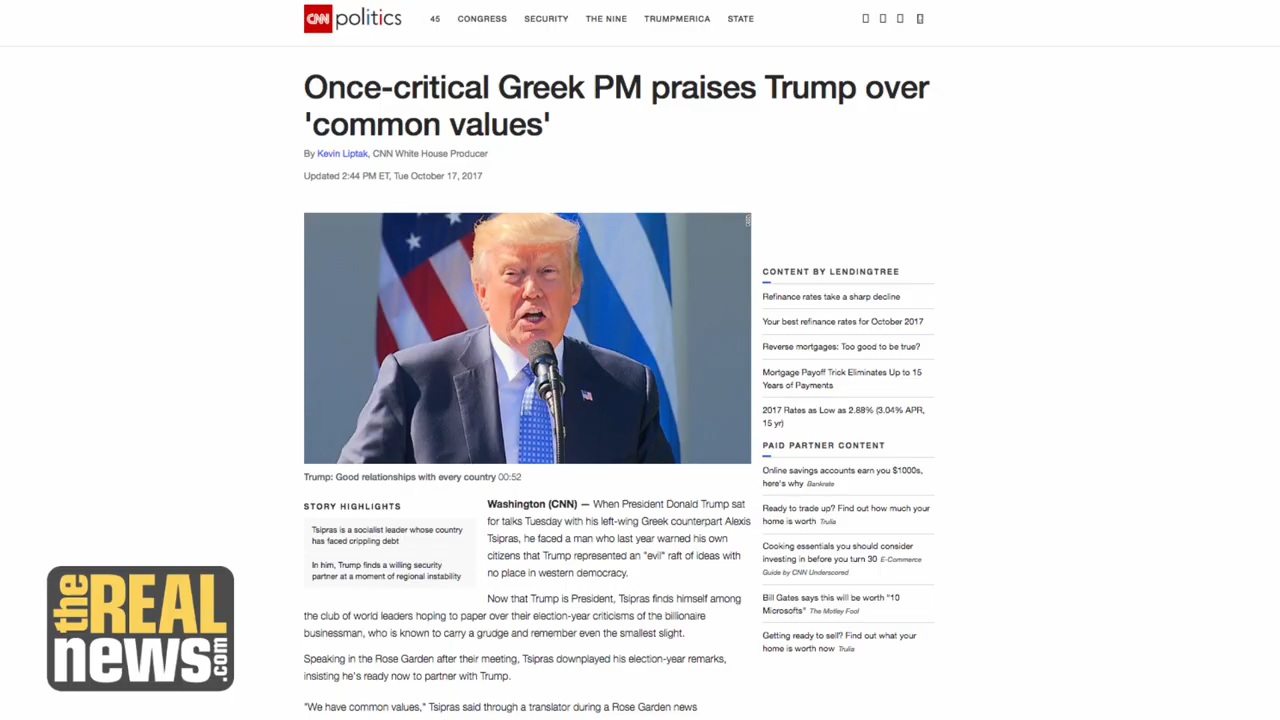 CNN politics 45 CONGRESS SECURITY THE NINE TRUMPMERICA STATE
Once-critical Greek PM praises Trump over
'common values'
By Kevin Liptak, CNN White House Producer
Updated 2:44 PM ET, Tue October 17, 2017
Trump: Good relationships with every country 00:52
STORY HIGHLIGHTS
Tsipras is a socialist leader whose country
has faced crippling debt
In him, Trump finds a willing security
partner at a moment of regional instability
Washington (CNN) — When President Donald Trump sat
for talks Tuesday with his left-wing Greek counterpart Alexis
Tsipras, he faced a man who last year warned his own
citizens that Trump represented an "evil" raft of ideas with
no place in western democracy.
Now that Trump is President, Tsipras finds himself among
the club of world leaders hoping to paper over their election-year criticisms of the billionaire
businessman, who is known to carry a grudge and remember even the smallest slight.
Speaking in the Rose Garden after their meeting, Tsipras downplayed his election-year remarks,
insisting he's ready now to partner with Trump.
"We have common values," Tsipras said through a translator during a Rose Garden news
CONTENT BY LENDINGTREE
Refinance rates take a sharp decline
Your best refinance rates for October 2017
Reverse mortgages: Too good to be true?
Mortgage Payoff Trick Eliminates Up to 15
Years of Payments
2017 Rates as Low as 2.88% (3.04% APR,
15 yr)
PAID PARTNER CONTENT
Online savings accounts earn you $1000s,
here's why Bankrate
Ready to trade up? Find out how much your
home is worth Trulia
Cooking essentials you should consider
investing in before you turn 30 E-Commerce
Guide by CNN Underscored
Bill Gates says this will be worth "10
Microsofts" The Motley Fool
Getting ready to sell? Find out what your
home is worth now Trulia
the REAL
news.com